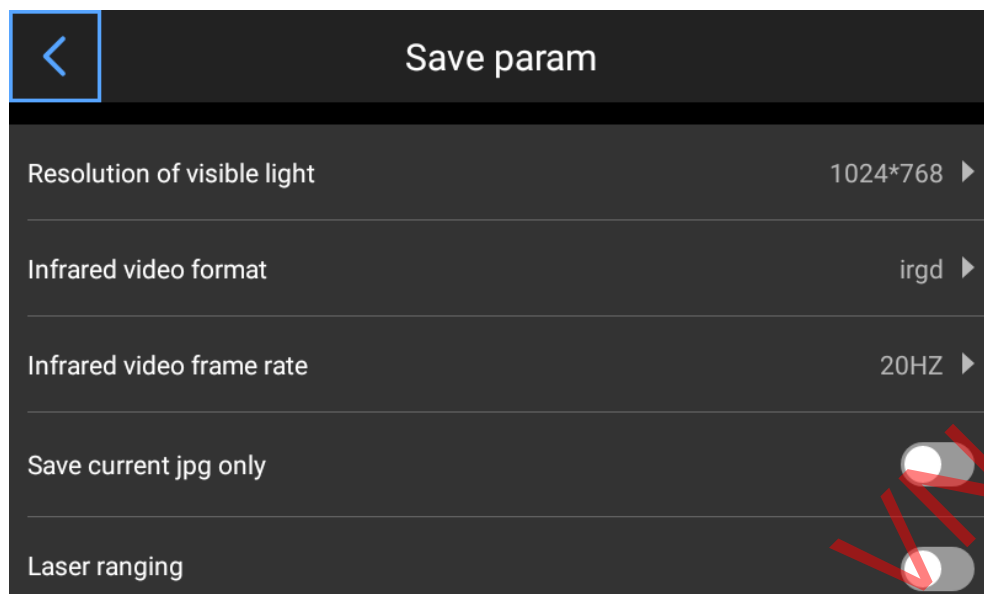 Save param
Resolution of visible light 1024*768
Infrared video format irgd
Infrared video frame rate 20HZ
Save current jpg only
Laser ranging